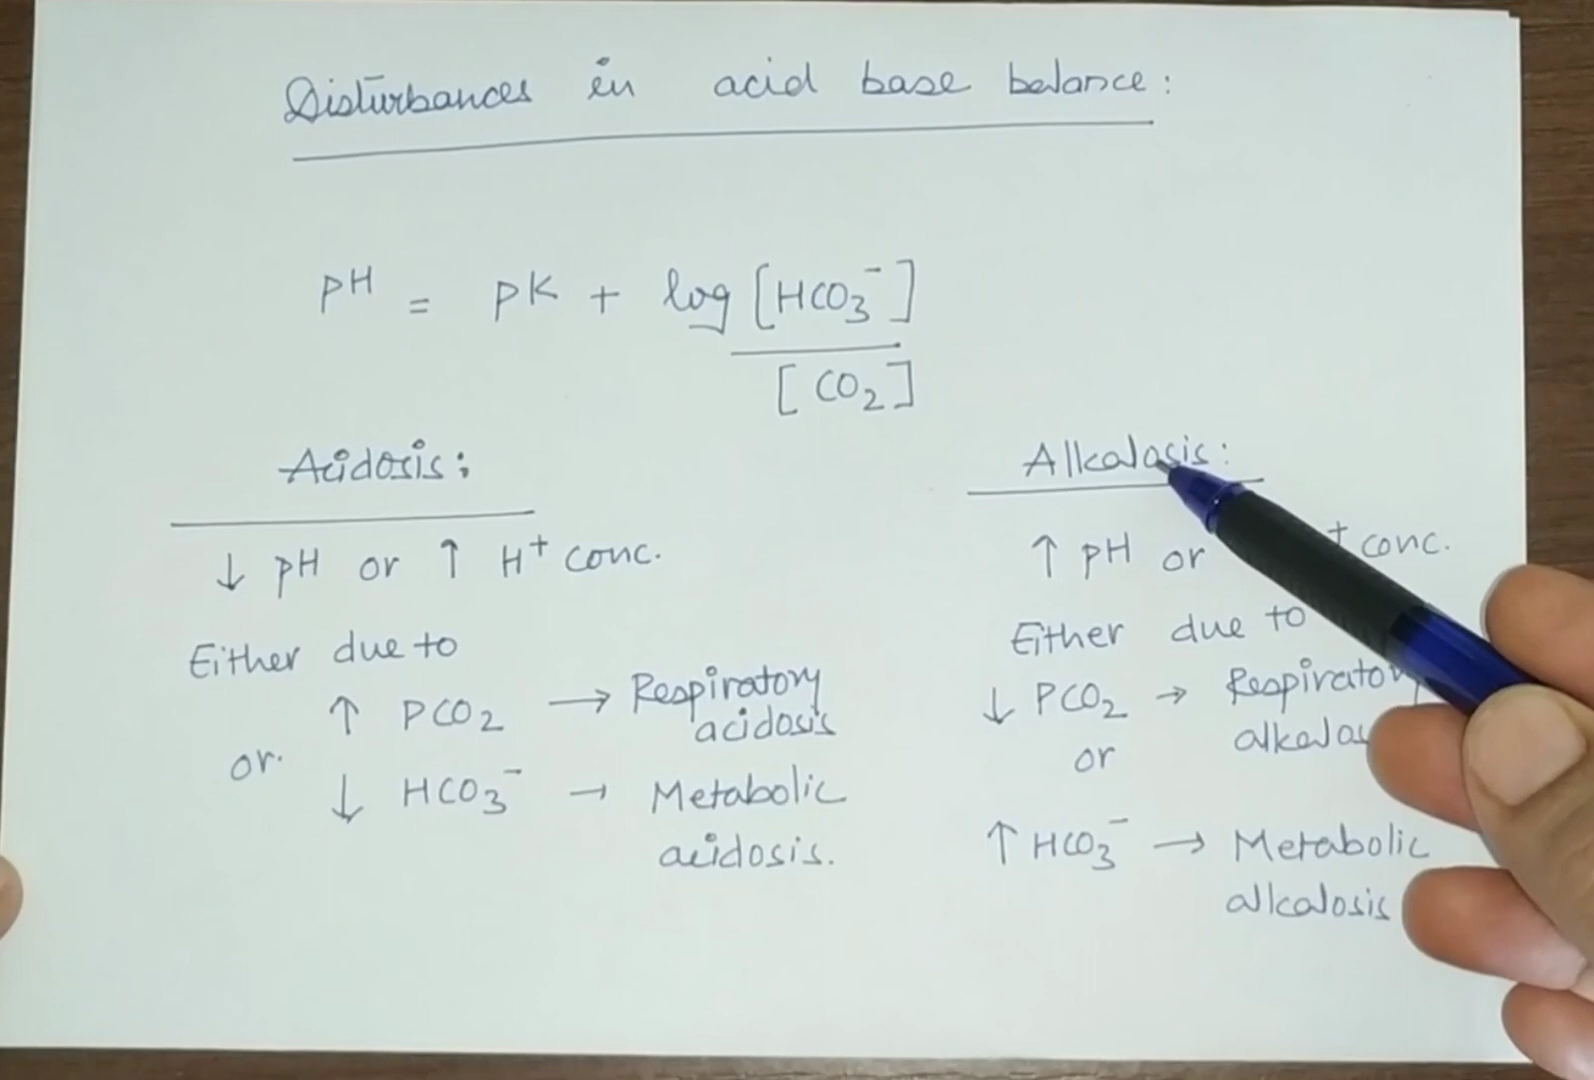 Disturbances in acid base balance:
pH = pK + log [HCO3⁻]
[CO2]
Acidosis:
↓ pH or ↑ H⁺ conc.
Either due to
↑ PCO2 → Respiratory
acidosis
or.
↓ HCO3⁻ → Metabolic
acidosis.
Alkalosis:
↑ pH or ⁺ conc.
Either due to
↓ PCO2 → Respiratory
or
↑ HCO3⁻ → Metabolic
alkalosis